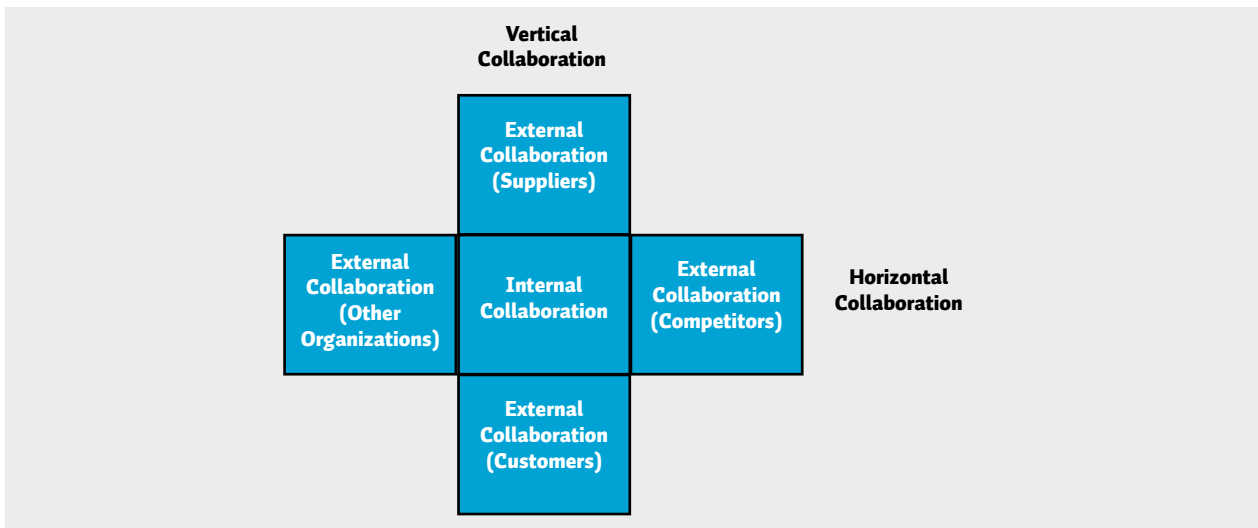 Vertical
Collaboration
External
Collaboration
(Suppliers)
External
Collaboration
(Other
Organizations)
Internal
Collaboration
External
Collaboration
(Competitors)
Horizontal
Collaboration
External
Collaboration
(Customers)